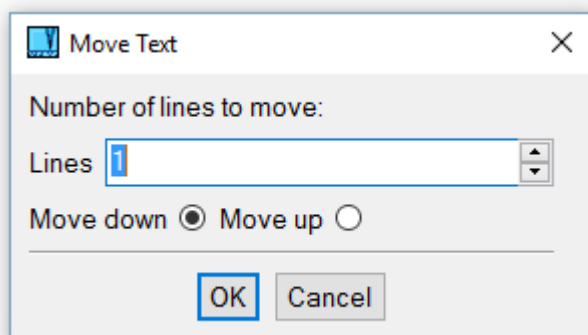 Move Text
Number of lines to move:
Lines 1
Move down Move up
OK Cancel